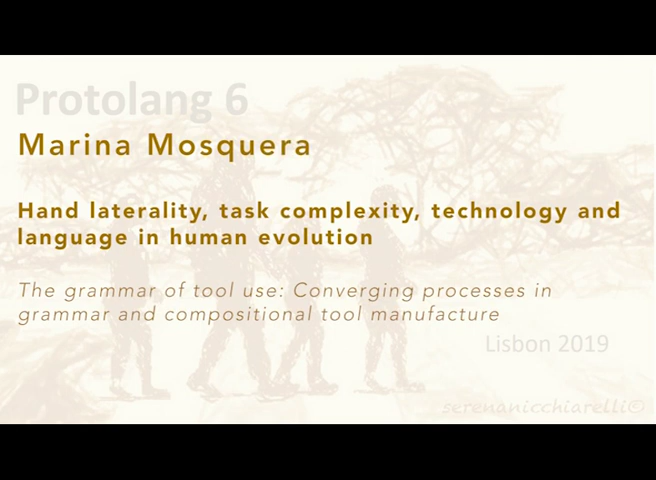 Protolang 6
Marina Mosquera
Hand laterality, task complexity, technology and
language in human evolution
The grammar of tool use: Converging processes in
grammar and compositional tool manufacture
Lisbon 2019
serenanicchiarelli©